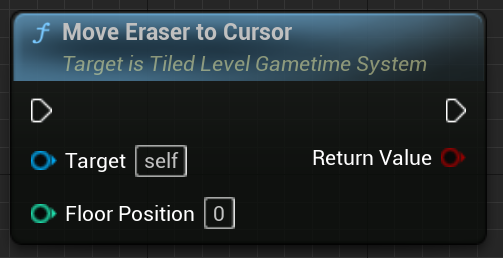 f Move Eraser to Cursor
Target is Tiled Level Gametime System
Target self
Return Value
Floor Position 0